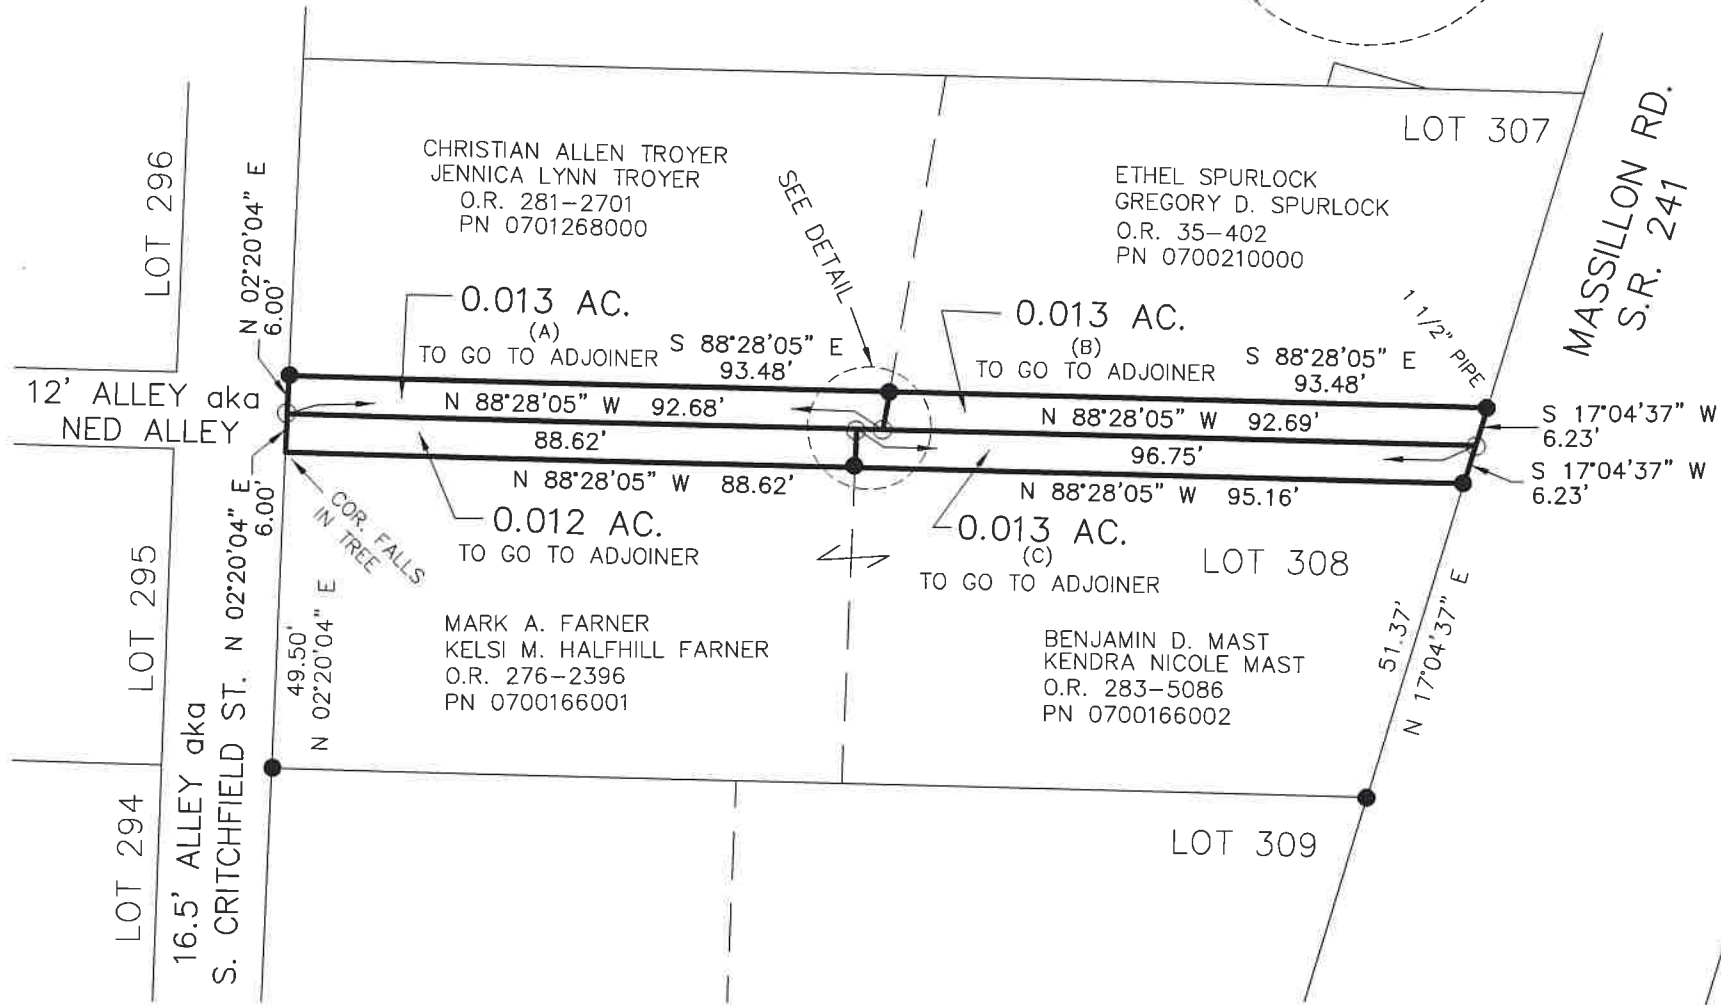 LOT 307
MASSILLON RD.
S.R. 241
LOT 296
N 02°20'04" E
6.00'
CHRISTIAN ALLEN TROYER
JENNICA LYNN TROYER
O.R. 281-2701
PN 0701268000
SEE DETAIL
ETHEL SPURLOCK
GREGORY D. SPURLOCK
O.R. 35-402
PN 0700210000
1 1/2" PIPE
0.013 AC.
(A)
TO GO TO ADJOINER
S 88°28'05" E
93.48'
0.013 AC.
(B)
TO GO TO ADJOINER
S 88°28'05" E
93.48'
12' ALLEY aka
NED ALLEY
N 88°28'05" W 92.68'
N 88°28'05" W 92.69'
S 17°04'37" W
6.23'
88.62'
96.75'
S 17°04'37" W
6.23'
N 88°28'05" W 88.62'
N 88°28'05" W 95.16'
N 02°20'04" E
6.00'
COR. FALLS
IN TREE
0.012 AC.
TO GO TO ADJOINER
0.013 AC.
(C)
TO GO TO ADJOINER
LOT 308
LOT 295
49.50'
N 02°20'04" E
MARK A. FARNER
KELSI M. HALFHILL FARNER
O.R. 276-2396
PN 0700166001
BENJAMIN D. MAST
KENDRA NICOLE MAST
O.R. 283-5086
PN 0700166002
51.37'
N 17°04'37" E
LOT 294
16.5' ALLEY aka
S. CRITCHFIELD ST.
LOT 309